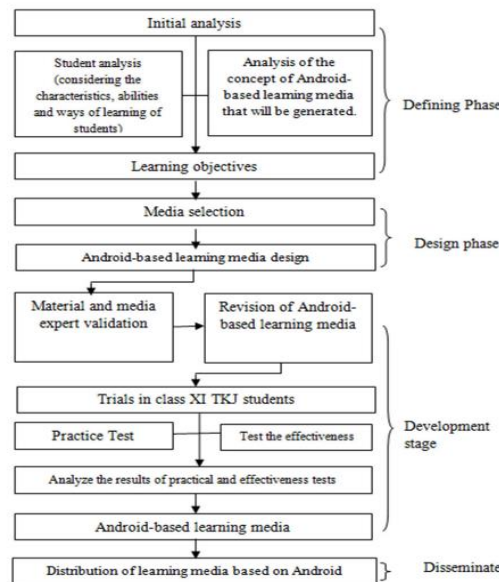 Initial analysis
Student analysis
(considering the
characteristics, abilities
and ways of learning of
students)
Analysis of the
concept of Android-
based learning media
that will be generated.
Defining Phase
Learning objectives
Media selection
Design phase
Android-based learning media design
Material and media
expert validation
Revision of Android-
based learning media
Trials in class XI TKJ students
Practice Test
Test the effectiveness
Development
stage
Analyze the results of practical and effectiveness tests
Android-based learning media
Distribution of learning media based on Android
Disseminate